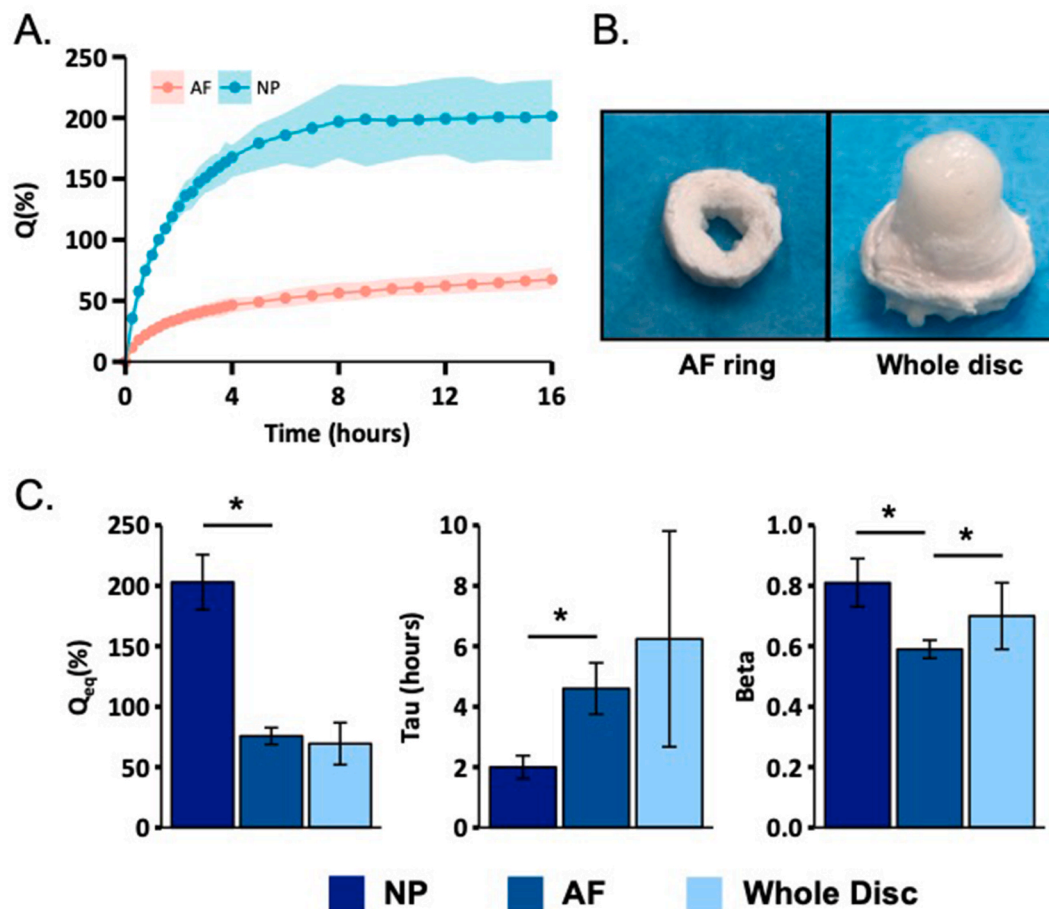 A.
250
200
150
100
50
0
Q(%)
AF NP
0 4 8 12 16
Time (hours)
B.
AF ring
Whole disc
C.
250
200
150
100
50
0
Qeq(%)
*
10
8
6
4
2
0
Tau (hours)
*
1.0
0.8
0.6
0.4
0.2
0.0
Beta
* *
NP AF Whole Disc